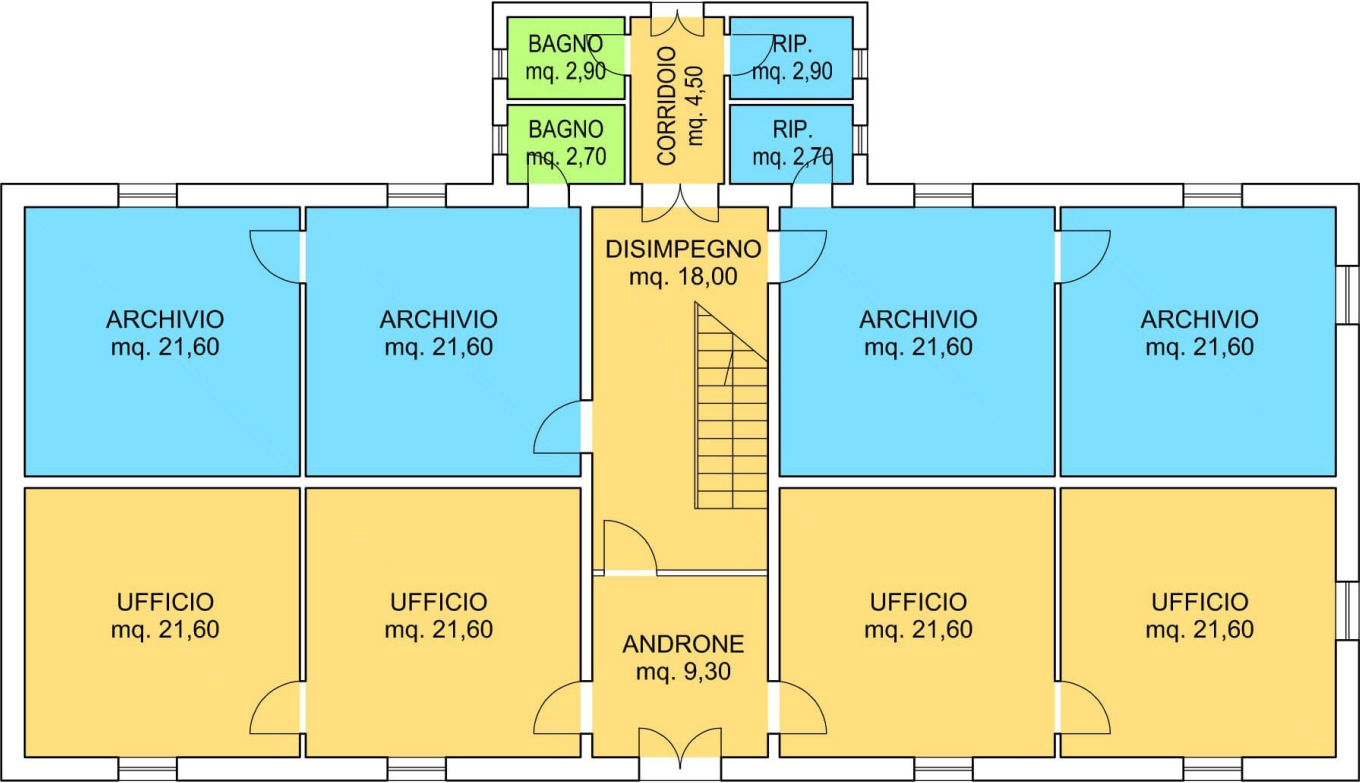 BAGNO
mq. 2,90
CORRIDOIO
mq. 4,50
RIP.
mq. 2,90
BAGNO
mq. 2,70
RIP.
mq. 2,70
DISIMPEGNO
mq. 18,00
ARCHIVIO
mq. 21,60
ARCHIVIO
mq. 21,60
ARCHIVIO
mq. 21,60
ARCHIVIO
mq. 21,60
UFFICIO
mq. 21,60
UFFICIO
mq. 21,60
ANDRONE
mq. 9,30
UFFICIO
mq. 21,60
UFFICIO
mq. 21,60